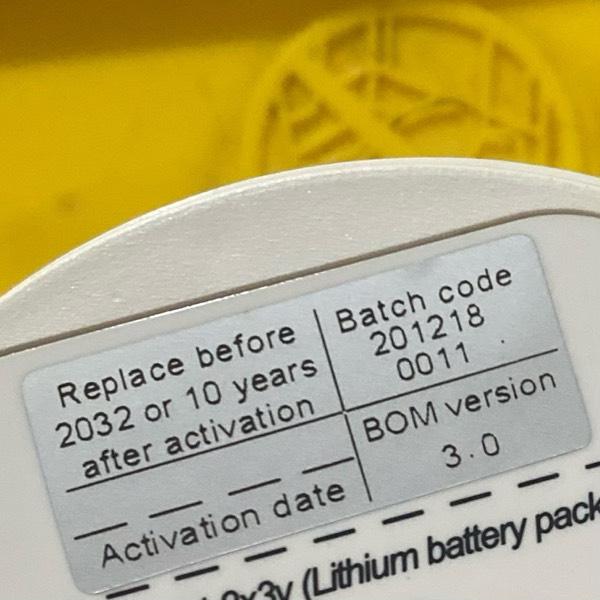 Replace before
2032 or 10 years
after activation
Activation date
Batch code
201218
0011
BOM version
3.0
(Lithium battery pack